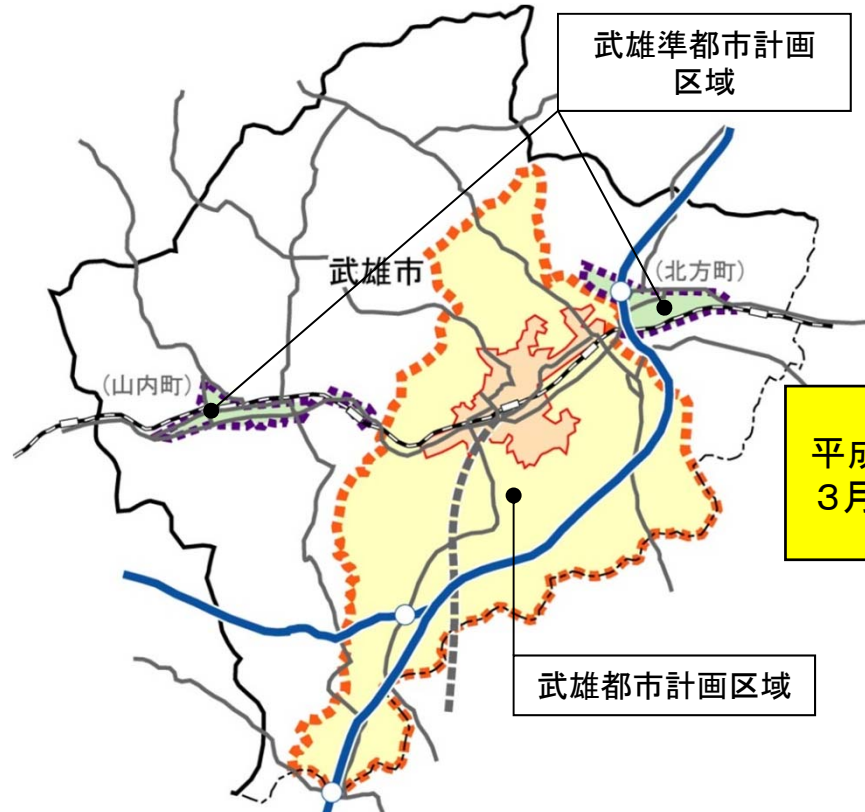 武雄準都市計画
区域
武雄市
（北方町）
（山内町）
平成
3月
武雄都市計画区域